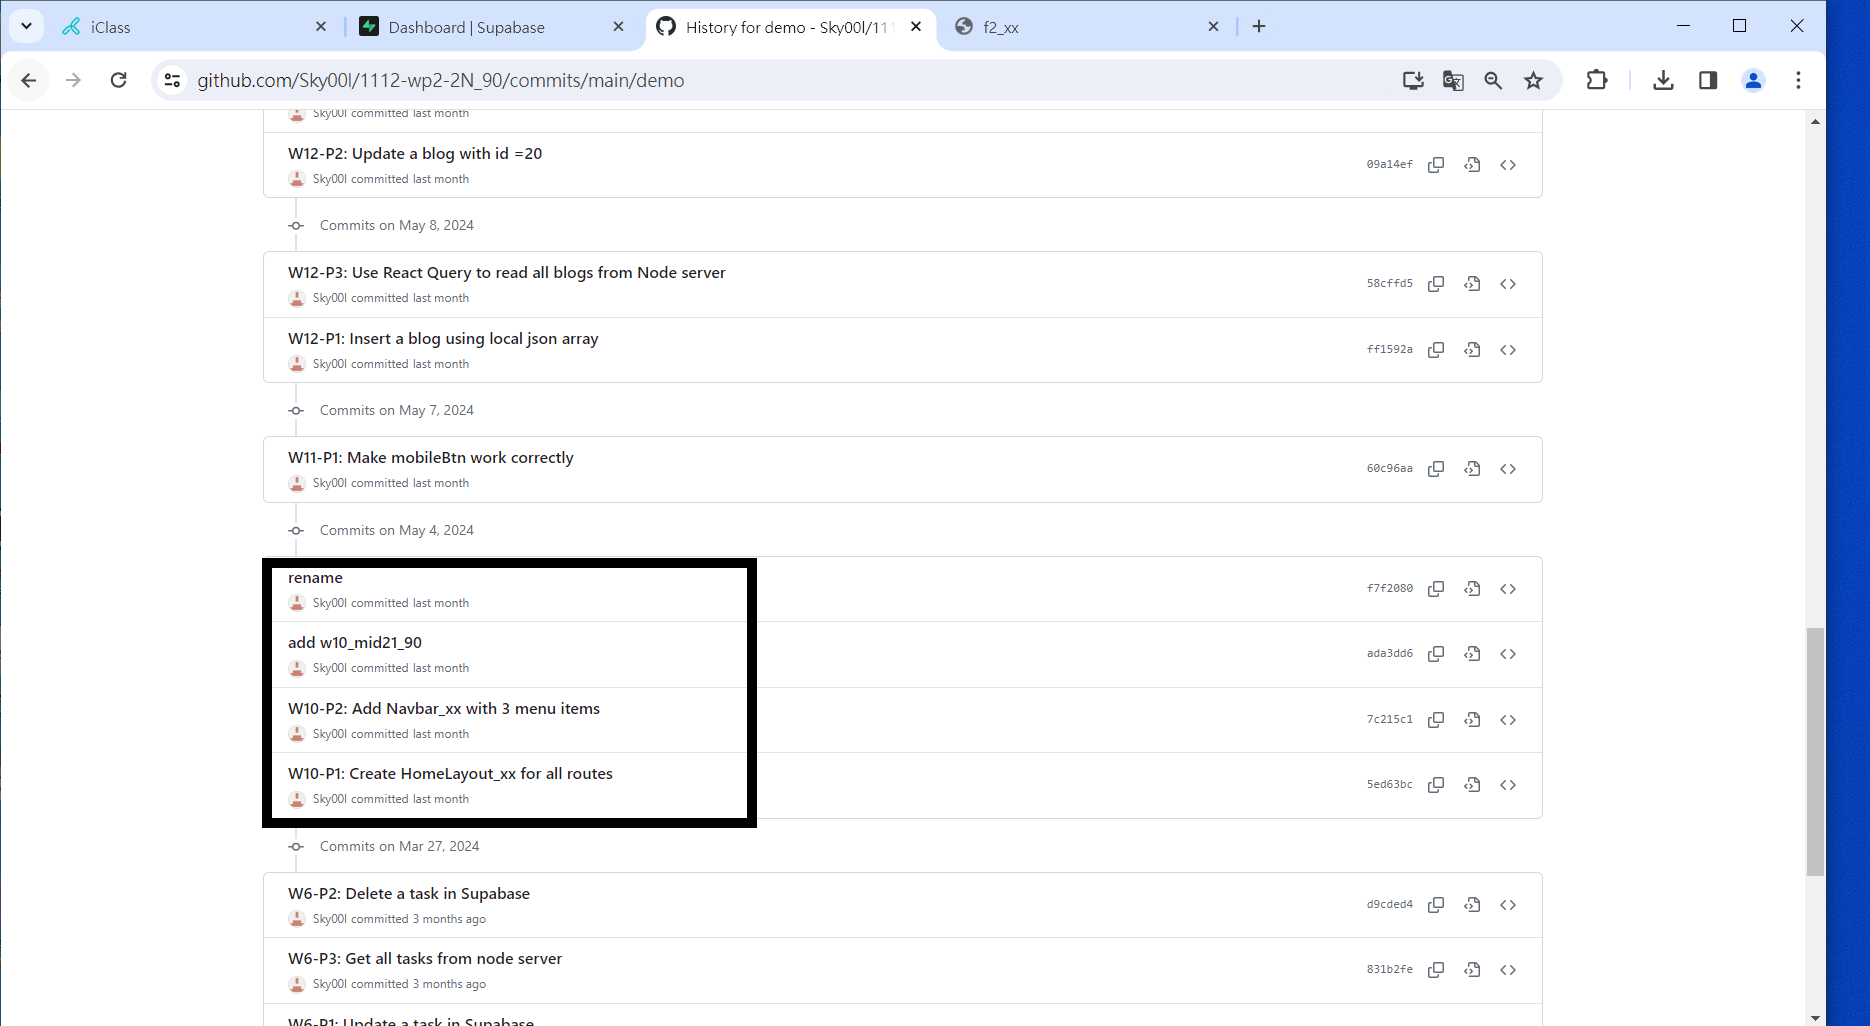 iClass
Dashboard | Supabase
History for demo - Sky00l/111
f2_xx
github.com/Sky00l/1112-wp2-2N_90/commits/main/demo
Sky00l committed last month
W12-P2: Update a blog with id =20
Sky00l committed last month
09a14ef
Commits on May 8, 2024
W12-P3: Use React Query to read all blogs from Node server
Sky00l committed last month
58cffd5
W12-P1: Insert a blog using local json array
Sky00l committed last month
ff1592a
Commits on May 7, 2024
W11-P1: Make mobileBtn work correctly
Sky00l committed last month
60c96aa
Commits on May 4, 2024
rename
Sky00l committed last month
f7f2080
add w10_mid21_90
Sky00l committed last month
ada3dd6
W10-P2: Add Navbar_xx with 3 menu items
Sky00l committed last month
7c215c1
W10-P1: Create HomeLayout_xx for all routes
Sky00l committed last month
5ed63bc
Commits on Mar 27, 2024
W6-P2: Delete a task in Supabase
Sky00l committed 3 months ago
d9cded4
W6-P3: Get all tasks from node server
Sky00l committed 3 months ago
831b2fe
W6-P1: Update a task in Supabase